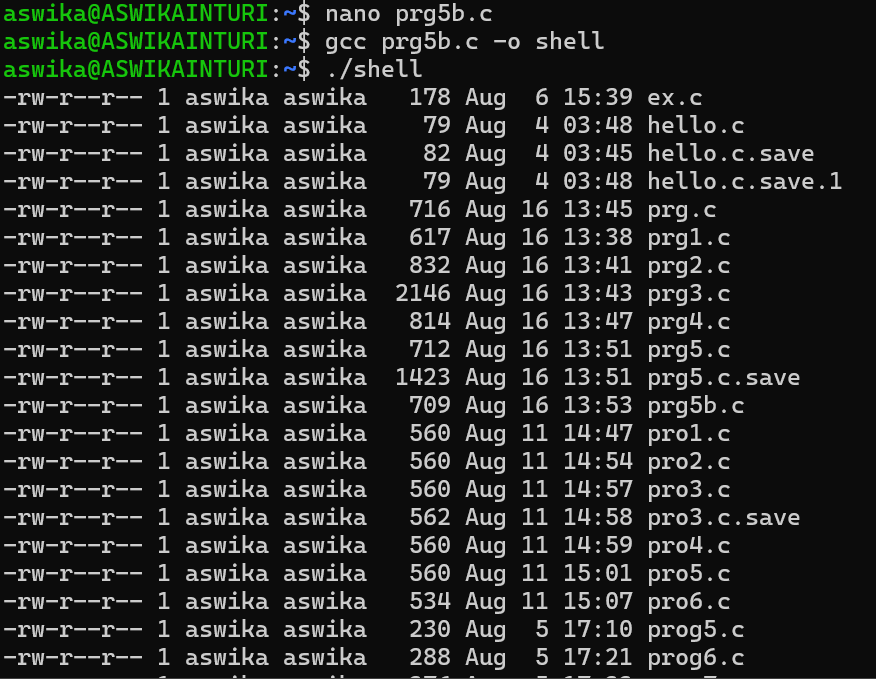 aswika@ASWIKAINTURI:~$ nano prg5b.c
aswika@ASWIKAINTURI:~$ gcc prg5b.c -o shell
aswika@ASWIKAINTURI:~$ ./shell
-rw-r--r-- 1 aswika aswika   178 Aug  6 15:39 ex.c
-rw-r--r-- 1 aswika aswika    79 Aug  4 03:48 hello.c
-rw-r--r-- 1 aswika aswika    82 Aug  4 03:45 hello.c.save
-rw-r--r-- 1 aswika aswika    79 Aug  4 03:48 hello.c.save.1
-rw-r--r-- 1 aswika aswika   716 Aug 16 13:45 prg.c
-rw-r--r-- 1 aswika aswika   617 Aug 16 13:38 prg1.c
-rw-r--r-- 1 aswika aswika   832 Aug 16 13:41 prg2.c
-rw-r--r-- 1 aswika aswika  2146 Aug 16 13:43 prg3.c
-rw-r--r-- 1 aswika aswika   814 Aug 16 13:47 prg4.c
-rw-r--r-- 1 aswika aswika   712 Aug 16 13:51 prg5.c
-rw-r--r-- 1 aswika aswika  1423 Aug 16 13:51 prg5.c.save
-rw-r--r-- 1 aswika aswika   709 Aug 16 13:53 prg5b.c
-rw-r--r-- 1 aswika aswika   560 Aug 11 14:47 pro1.c
-rw-r--r-- 1 aswika aswika   560 Aug 11 14:54 pro2.c
-rw-r--r-- 1 aswika aswika   560 Aug 11 14:57 pro3.c
-rw-r--r-- 1 aswika aswika   562 Aug 11 14:58 pro3.c.save
-rw-r--r-- 1 aswika aswika   560 Aug 11 14:59 pro4.c
-rw-r--r-- 1 aswika aswika   560 Aug 11 15:01 pro5.c
-rw-r--r-- 1 aswika aswika   534 Aug 11 15:07 pro6.c
-rw-r--r-- 1 aswika aswika   230 Aug  5 17:10 prog5.c
-rw-r--r-- 1 aswika aswika   288 Aug  5 17:21 prog6.c